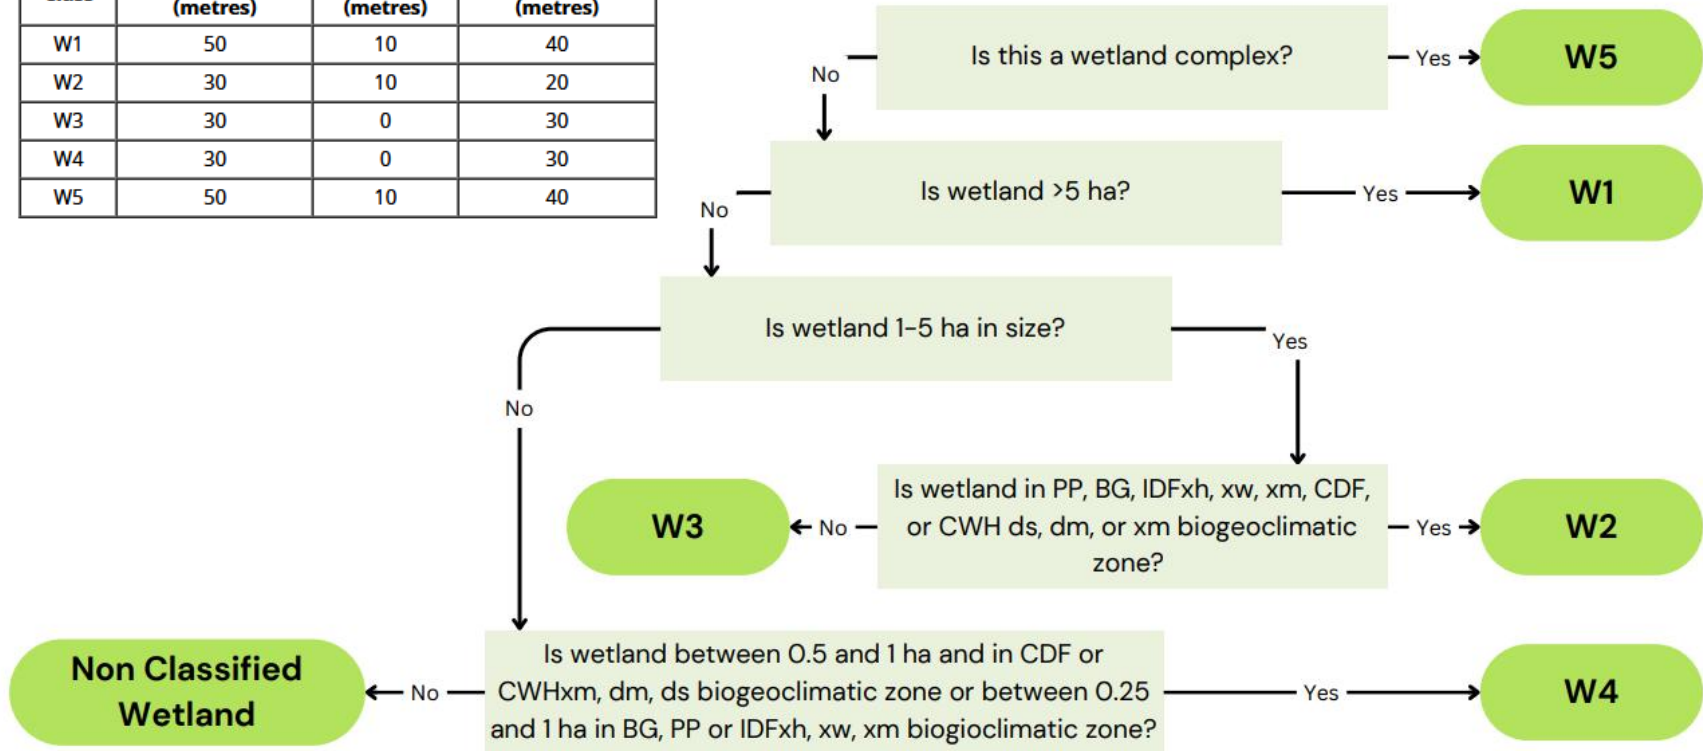 (metres) (metres) (metres)
W1 50 10 40
W2 30 10 20
W3 30 0 30
W4 30 0 30
W5 50 10 40
Is this a wetland complex?
Yes
W5
No
Is wetland >5 ha?
Yes
W1
No
Is wetland 1-5 ha in size?
Yes
No
Is wetland in PP, BG, IDFxh, xw, xm, CDF,
or CWH ds, dm, or xm biogeoclimatic
zone?
No
W3
Yes
W2
Is wetland between 0.5 and 1 ha and in CDF or
CWHxm, dm, ds biogeoclimatic zone or between 0.25
and 1 ha in BG, PP or IDFxh, xw, xm biogioclimatic zone?
No
Non Classified
Wetland
Yes
W4